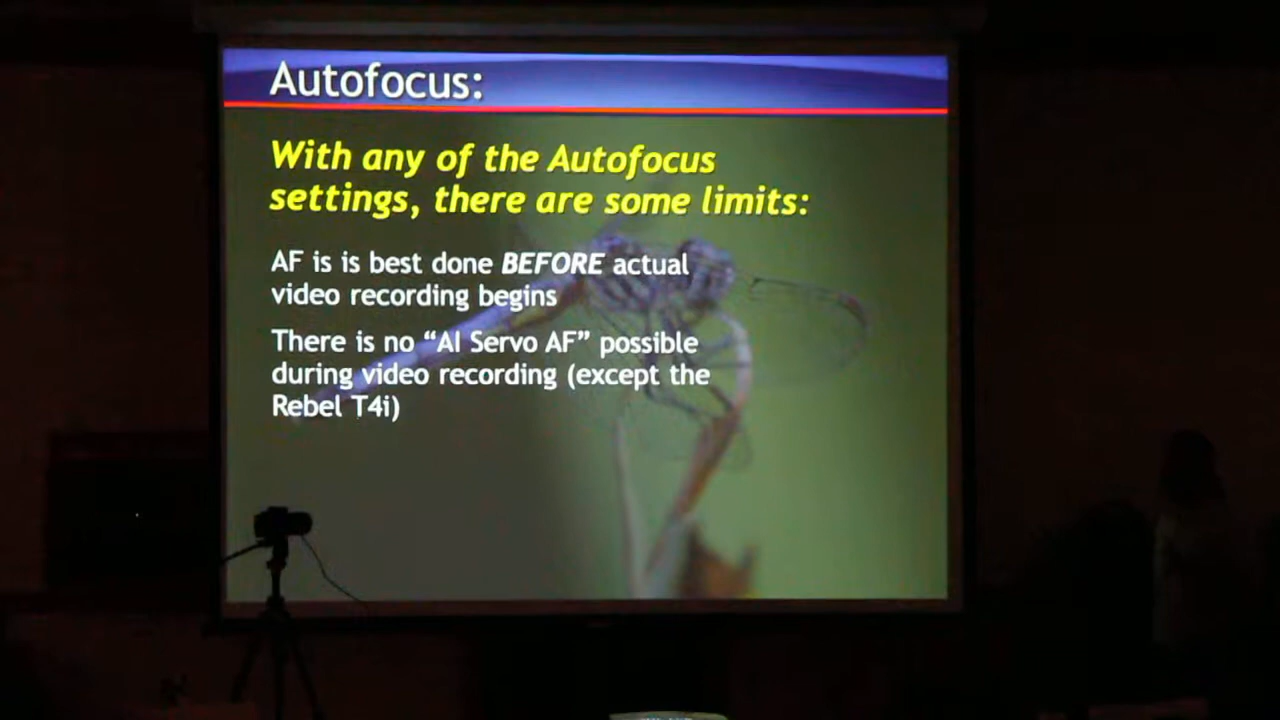 Autofocus:
With any of the Autofocus
settings, there are some limits:
AF is is best done BEFORE actual
video recording begins
There is no “AI Servo AF” possible
during video recording (except the
Rebel T4i)